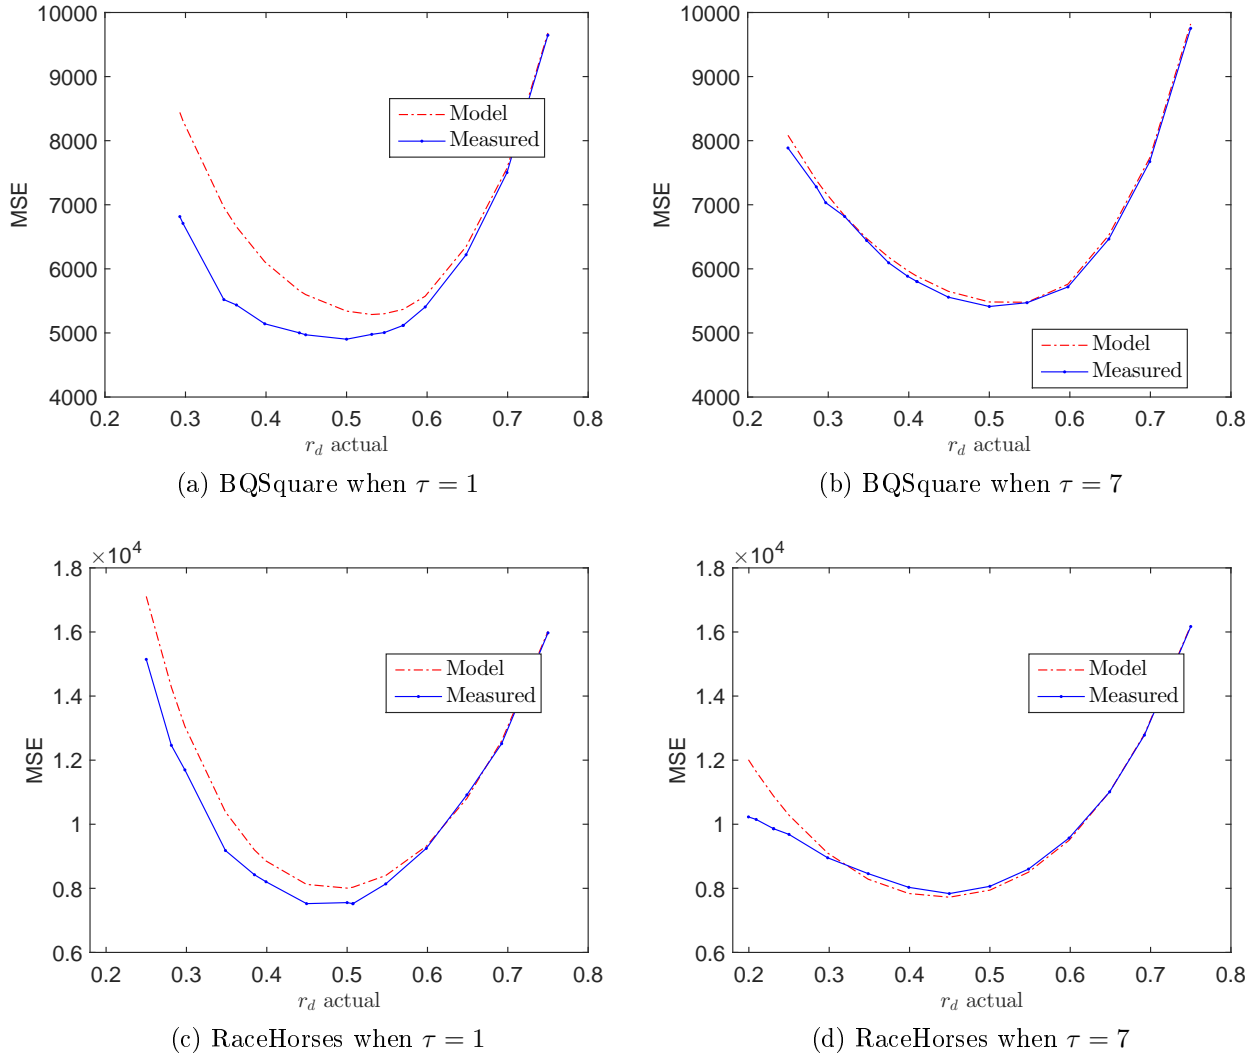 10000
9000
8000
7000
6000
5000
4000
MSE
Model
Measured
0.2 0.3 0.4 0.5 0.6 0.7 0.8
r_d actual
(a) BQSquare when τ = 1
10000
9000
8000
7000
6000
5000
4000
MSE
Model
Measured
0.2 0.3 0.4 0.5 0.6 0.7 0.8
r_d actual
(b) BQSquare when τ = 7
×10⁴
1.8
1.6
1.4
1.2
1
0.8
0.6
MSE
Model
Measured
0.2 0.3 0.4 0.5 0.6 0.7 0.8
r_d actual
(c) RaceHorses when τ = 1
×10⁴
1.8
1.6
1.4
1.2
1
0.8
0.6
MSE
Model
Measured
0.2 0.3 0.4 0.5 0.6 0.7 0.8
r_d actual
(d) RaceHorses when τ = 7